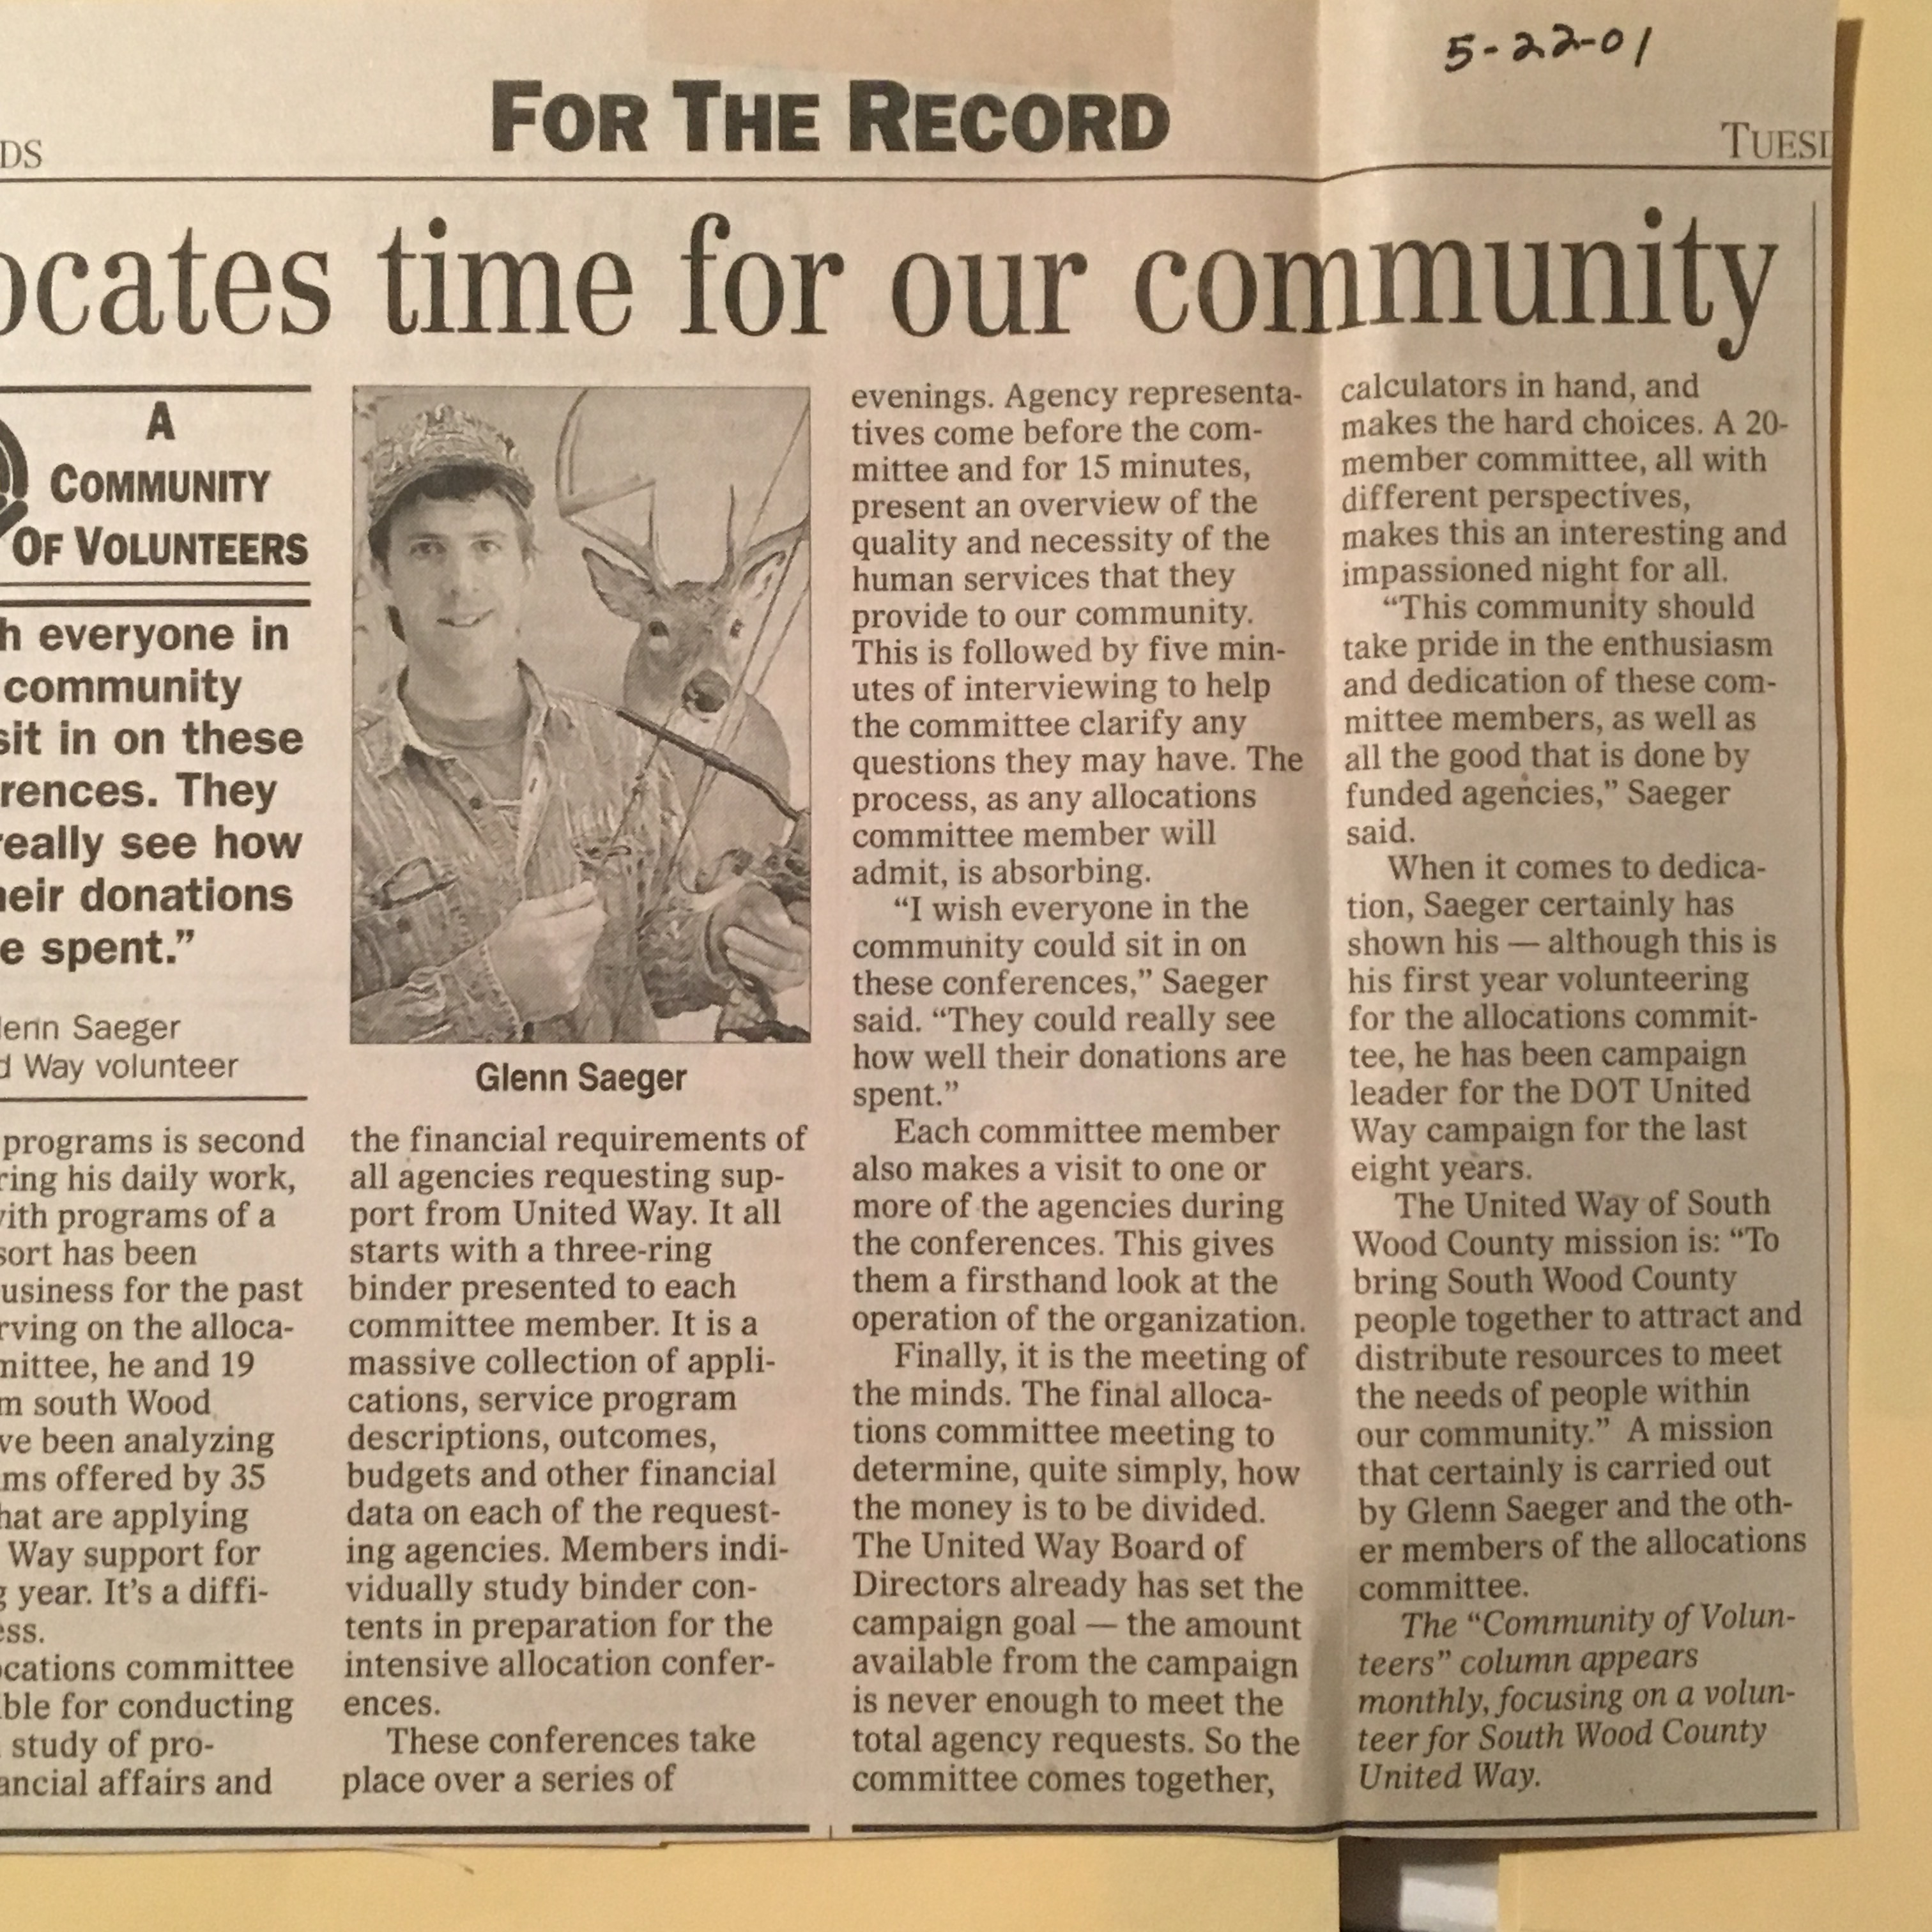 5-22-01
FOR THE RECORD
DS
TUESD
ocates time for our community
A
COMMUNITY
OF VOLUNTEERS
h everyone in
community
sit in on these
rences. They
really see how
heir donations
e spent.”
lenn Saeger
d Way volunteer
programs is second
ring his daily work,
with programs of a
sort has been
usiness for the past
rving on the alloca-
mittee, he and 19
m south Wood
ve been analyzing
ms offered by 35
hat are applying
Way support for
g year. It's a diffi-
ess.
ocations committee
ble for conducting
study of pro-
ancial affairs and
Glenn Saeger
the financial requirements of
all agencies requesting sup-
port from United Way. It all
starts with a three-ring
binder presented to each
committee member. It is a
massive collection of appli-
cations, service program
descriptions, outcomes,
budgets and other financial
data on each of the request-
ing agencies. Members indi-
vidually study binder con-
tents in preparation for the
intensive allocation confer-
ences.
These conferences take
place over a series of
evenings. Agency representa-
tives come before the com-
mittee and for 15 minutes,
present an overview of the
quality and necessity of the
human services that they
provide to our community.
This is followed by five min-
utes of interviewing to help
the committee clarify any
questions they may have. The
process, as any allocations
committee member will
admit, is absorbing.
“I wish everyone in the
community could sit in on
these conferences,” Saeger
said. “They could really see
how well their donations are
spent.”
Each committee member
also makes a visit to one or
more of the agencies during
the conferences. This gives
them a firsthand look at the
operation of the organization.
Finally, it is the meeting of
the minds. The final alloca-
tions committee meeting to
determine, quite simply, how
the money is to be divided.
The United Way Board of
Directors already has set the
campaign goal — the amount
available from the campaign
is never enough to meet the
total agency requests. So the
committee comes together,
calculators in hand, and
makes the hard choices. A 20-
member committee, all with
different perspectives,
makes this an interesting and
impassioned night for all.
“This community should
take pride in the enthusiasm
and dedication of these com-
mittee members, as well as
all the good that is done by
funded agencies,” Saeger
said.
When it comes to dedica-
tion, Saeger certainly has
shown his — although this is
his first year volunteering
for the allocations commit-
tee, he has been campaign
leader for the DOT United
Way campaign for the last
eight years.
The United Way of South
Wood County mission is: “To
bring South Wood County
people together to attract and
distribute resources to meet
the needs of people within
our community.” A mission
that certainly is carried out
by Glenn Saeger and the oth-
er members of the allocations
committee.
The “Community of Volun-
teers” column appears
monthly, focusing on a volun-
teer for South Wood County
United Way.